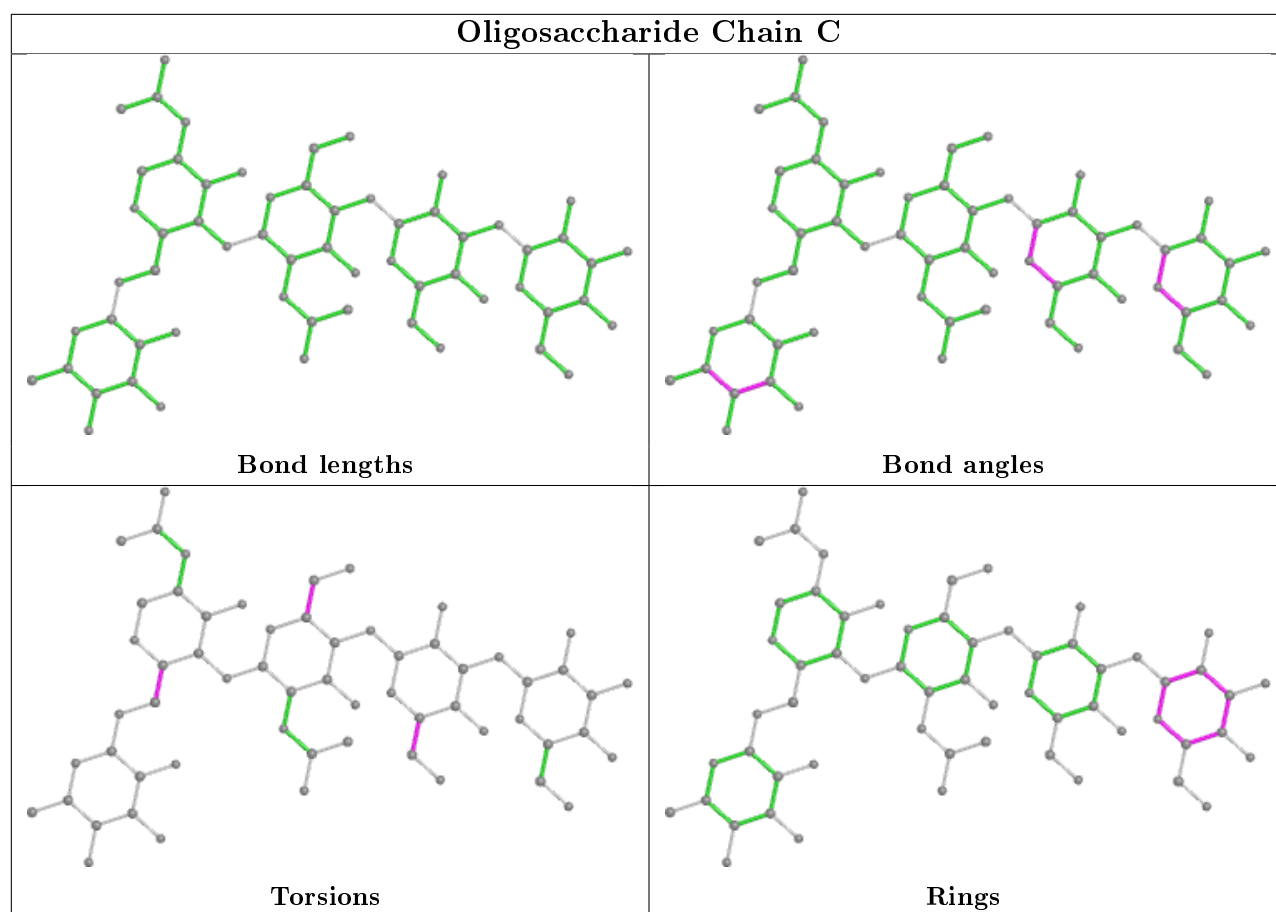 Oligosaccharide Chain C
Bond lengths
Bond angles
Torsions
Rings